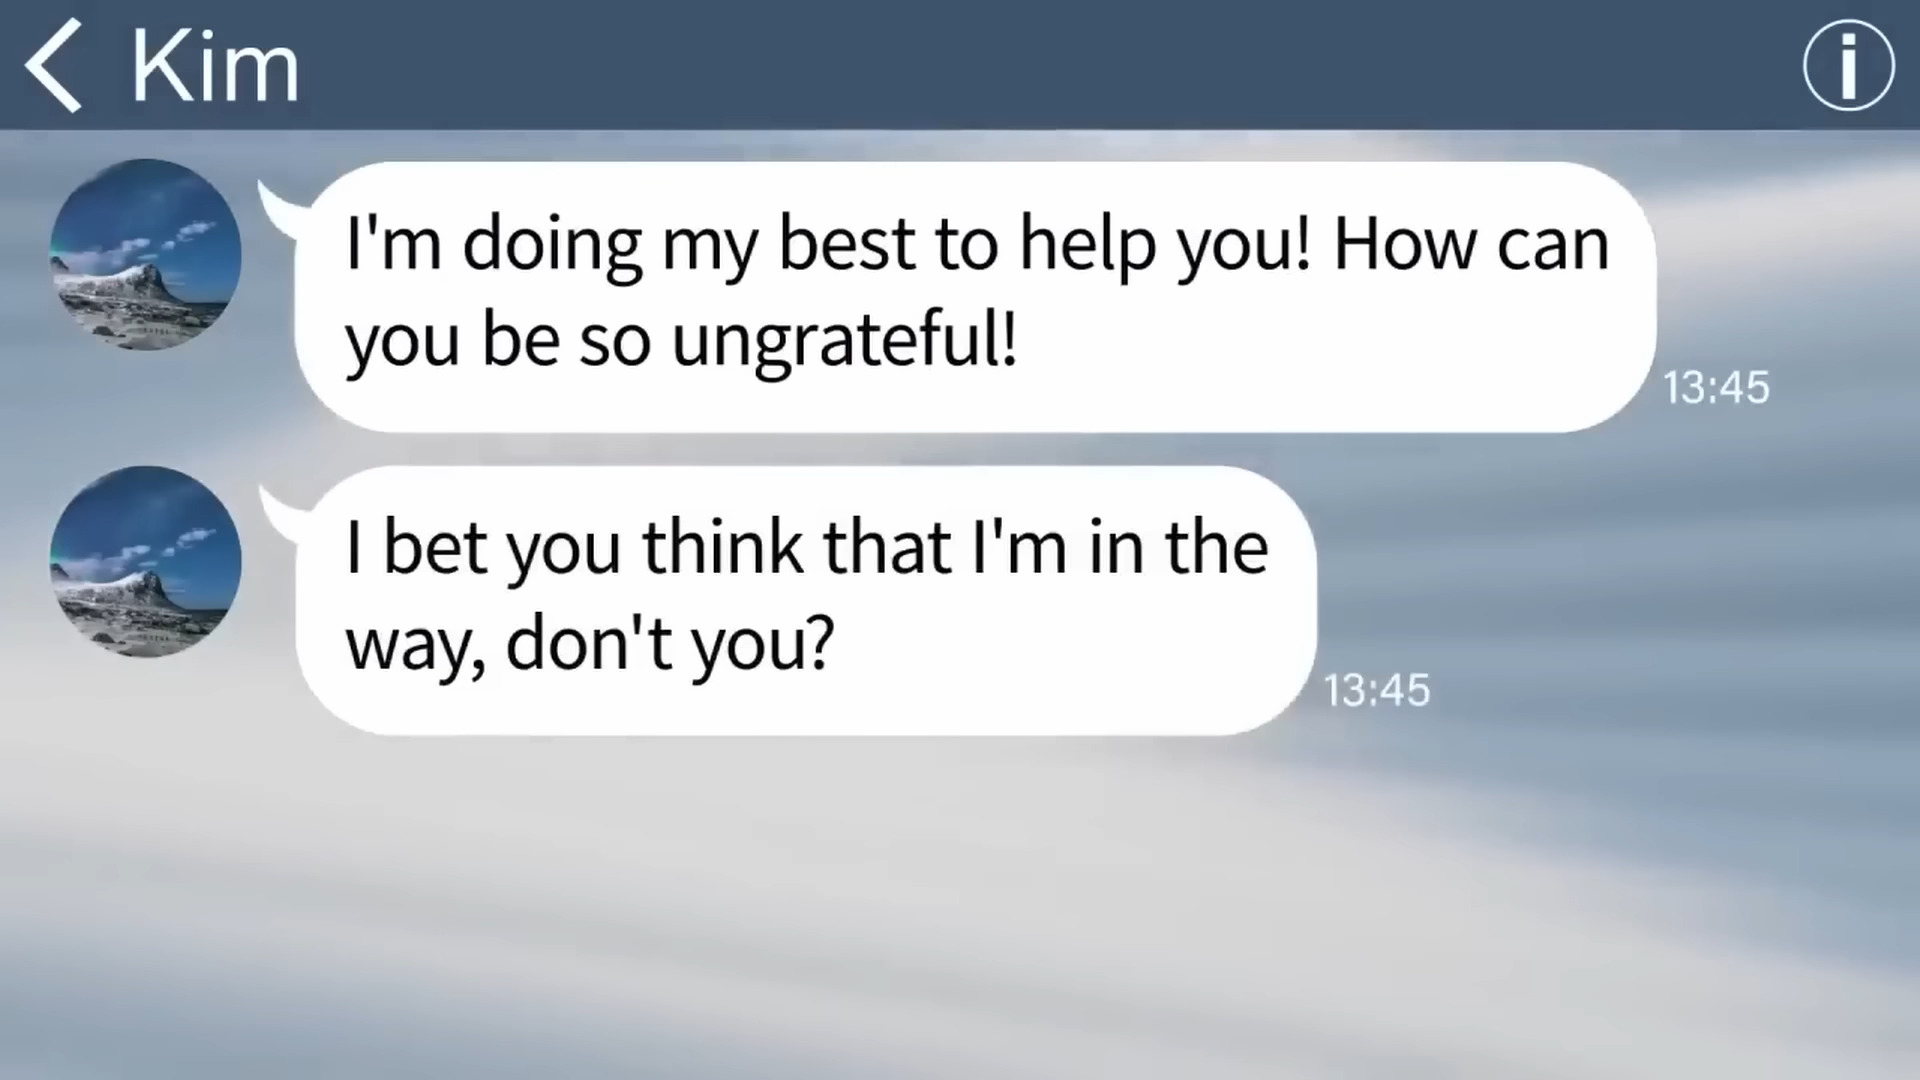 Kim
I'm doing my best to help you! How can
you be so ungrateful!
13:45
I bet you think that I'm in the
way, don't you?
13:45